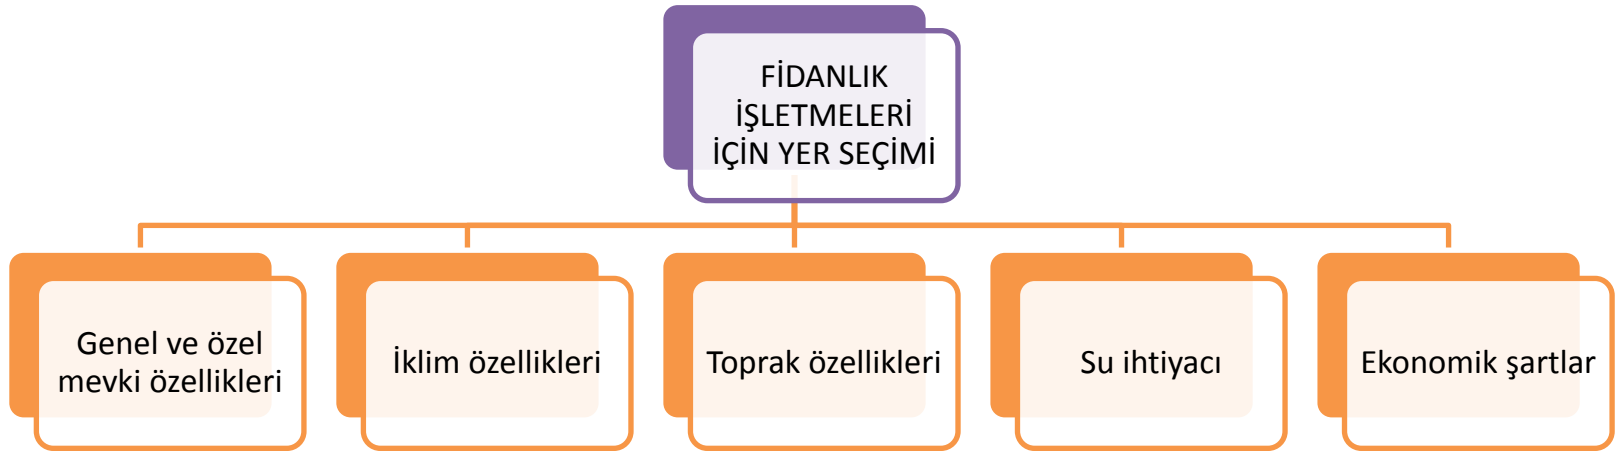 FİDANLIK
İŞLETMELERİ
İÇİN YER SEÇİMİ
Genel ve özel
mevki özellikleri
İklim özellikleri
Toprak özellikleri
Su ihtiyacı
Ekonomik şartlar